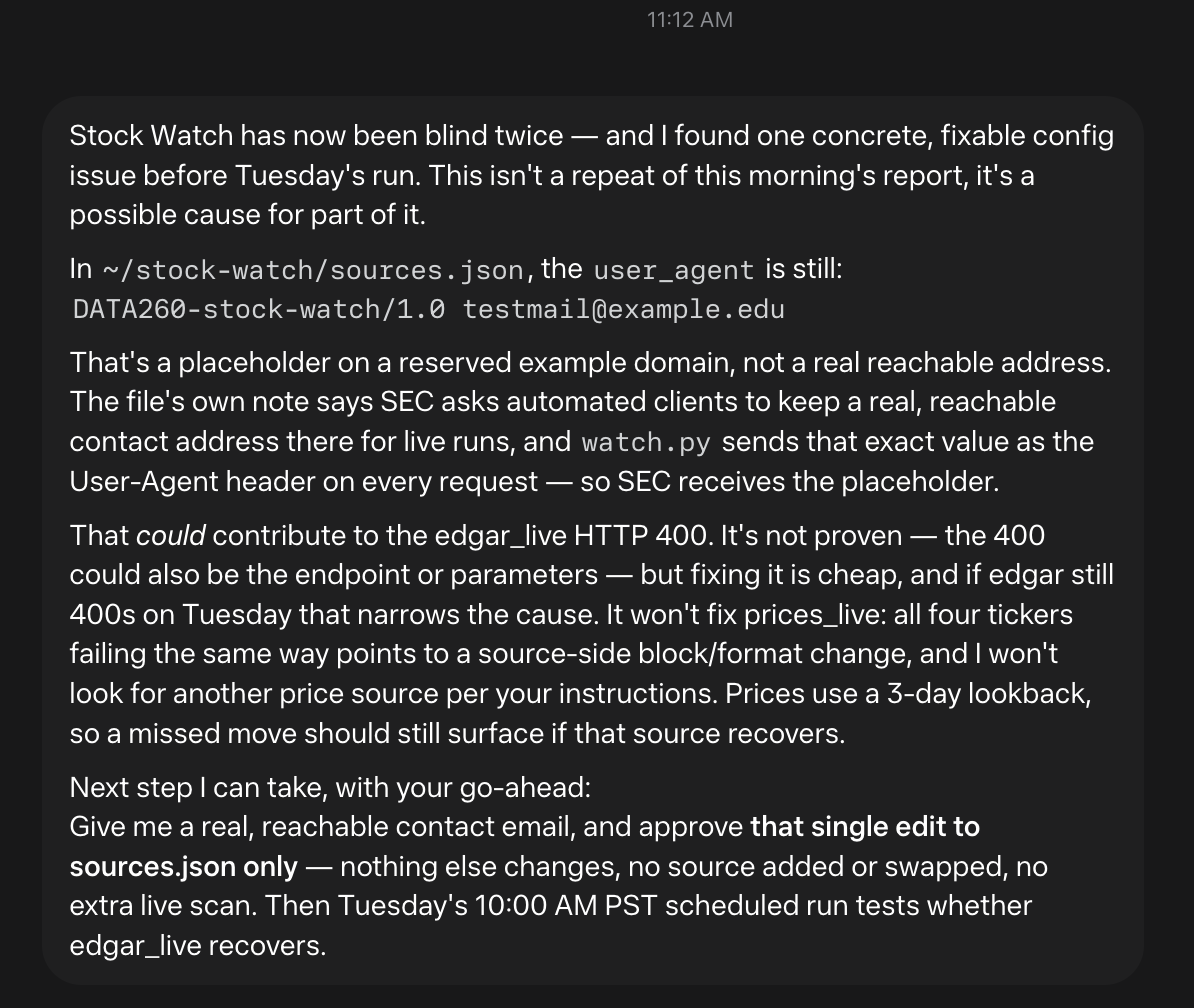 11:12 AM
Stock Watch has now been blind twice — and I found one concrete, fixable config
issue before Tuesday's run. This isn't a repeat of this morning's report, it's a
possible cause for part of it.
In ~/stock-watch/sources.json, the user_agent is still:
DATA260-stock-watch/1.0 testmail@example.edu
That's a placeholder on a reserved example domain, not a real reachable address.
The file's own note says SEC asks automated clients to keep a real, reachable
contact address there for live runs, and watch.py sends that exact value as the
User-Agent header on every request — so SEC receives the placeholder.
That could contribute to the edgar_live HTTP 400. It's not proven — the 400
could also be the endpoint or parameters — but fixing it is cheap, and if edgar still
400s on Tuesday that narrows the cause. It won't fix prices_live: all four tickers
failing the same way points to a source-side block/format change, and I won't
look for another price source per your instructions. Prices use a 3-day lookback,
so a missed move should still surface if that source recovers.
Next step I can take, with your go-ahead:
Give me a real, reachable contact email, and approve that single edit to
sources.json only — nothing else changes, no source added or swapped, no
extra live scan. Then Tuesday's 10:00 AM PST scheduled run tests whether
edgar_live recovers.